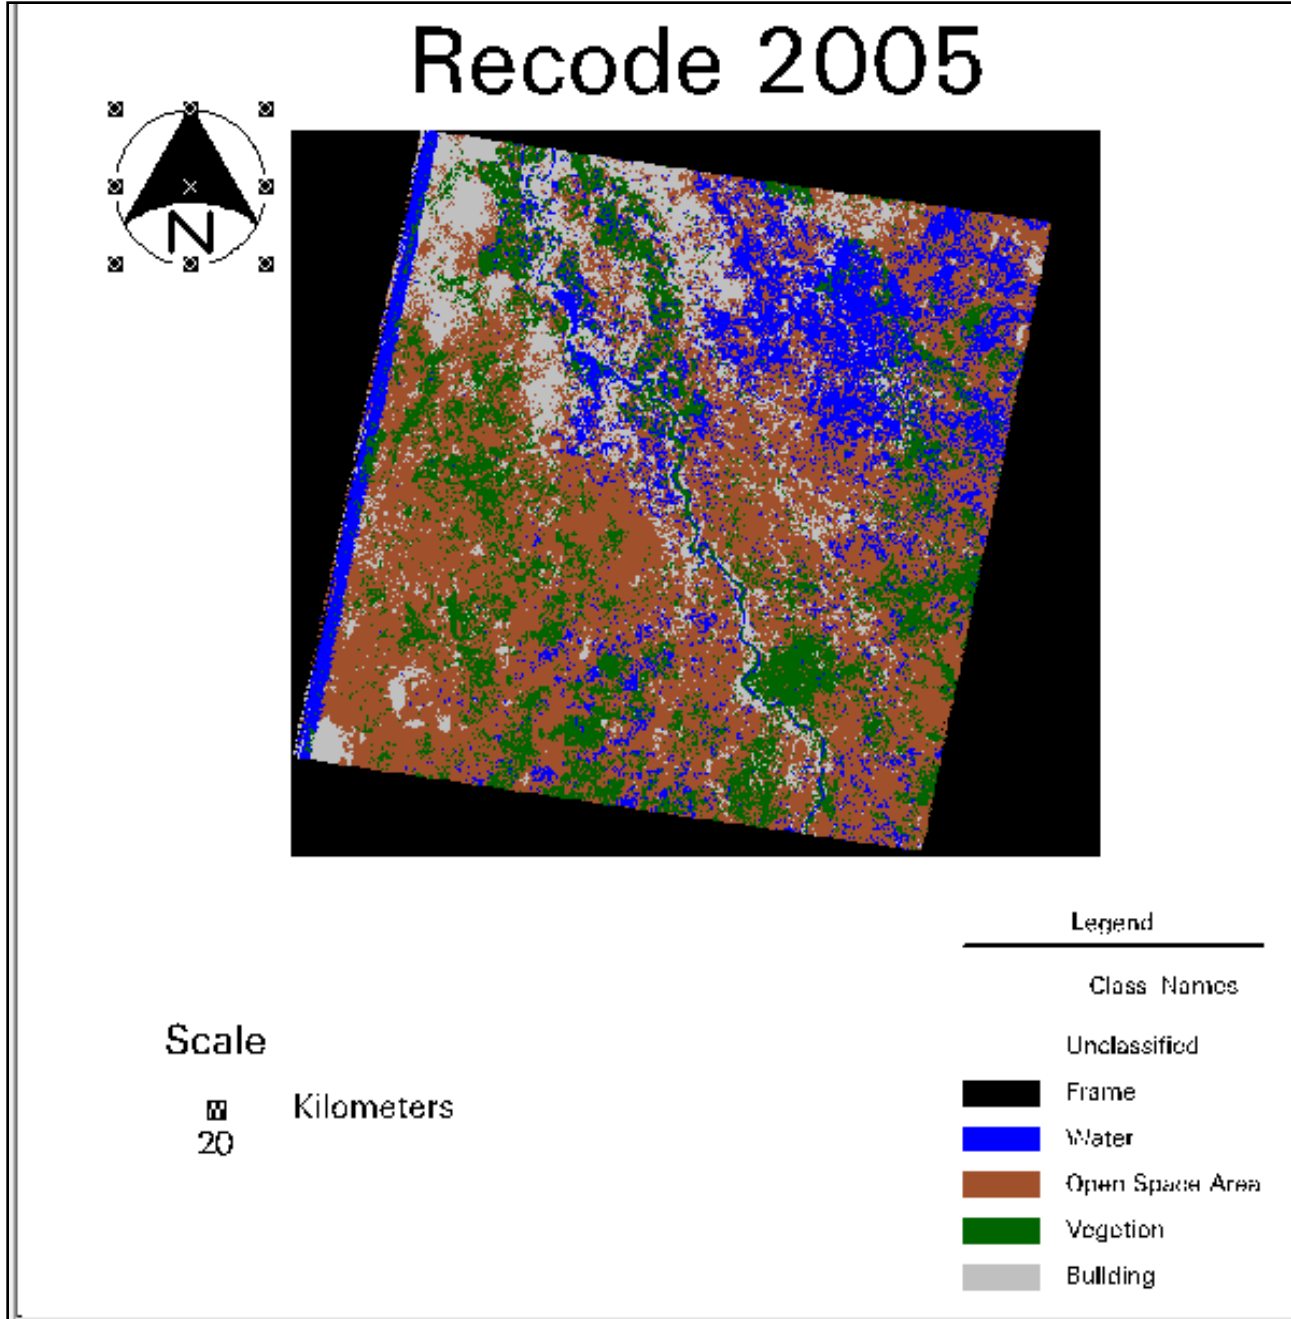 Recode 2005
N
Legend
Class Names
Scale
Unclassified
Frame
Kilometers
Water
20
Open Space Area
Vegetion
Building